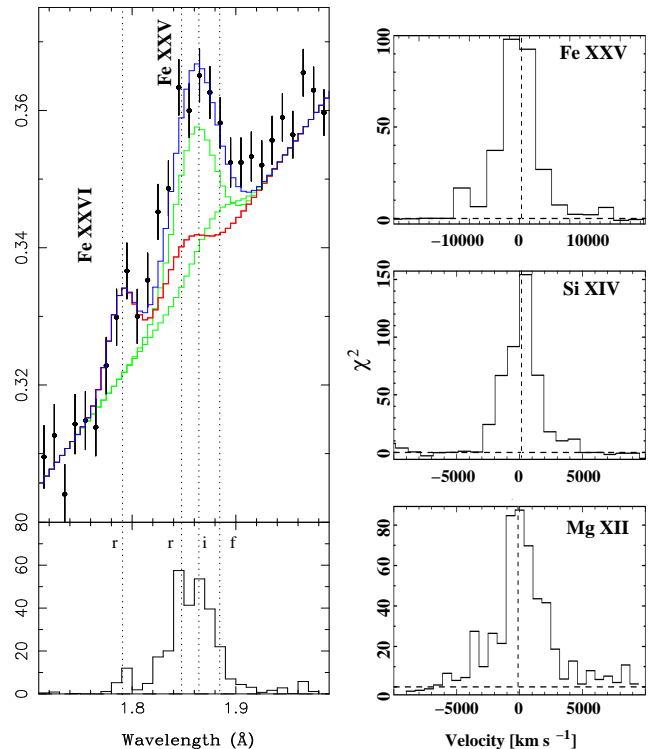 Fe XXVI
Fe XXV
0.36
0.34
0.32
80
60
40
20
0
r
r
i
f
1.8
1.9
Wavelength (Å)
Fe XXV
100
50
0
−10000
0
10000
Si XIV
150
100
50
0
−5000
0
5000
χ2
Mg XII
80
60
40
20
0
−5000
0
5000
Velocity [km s −1]